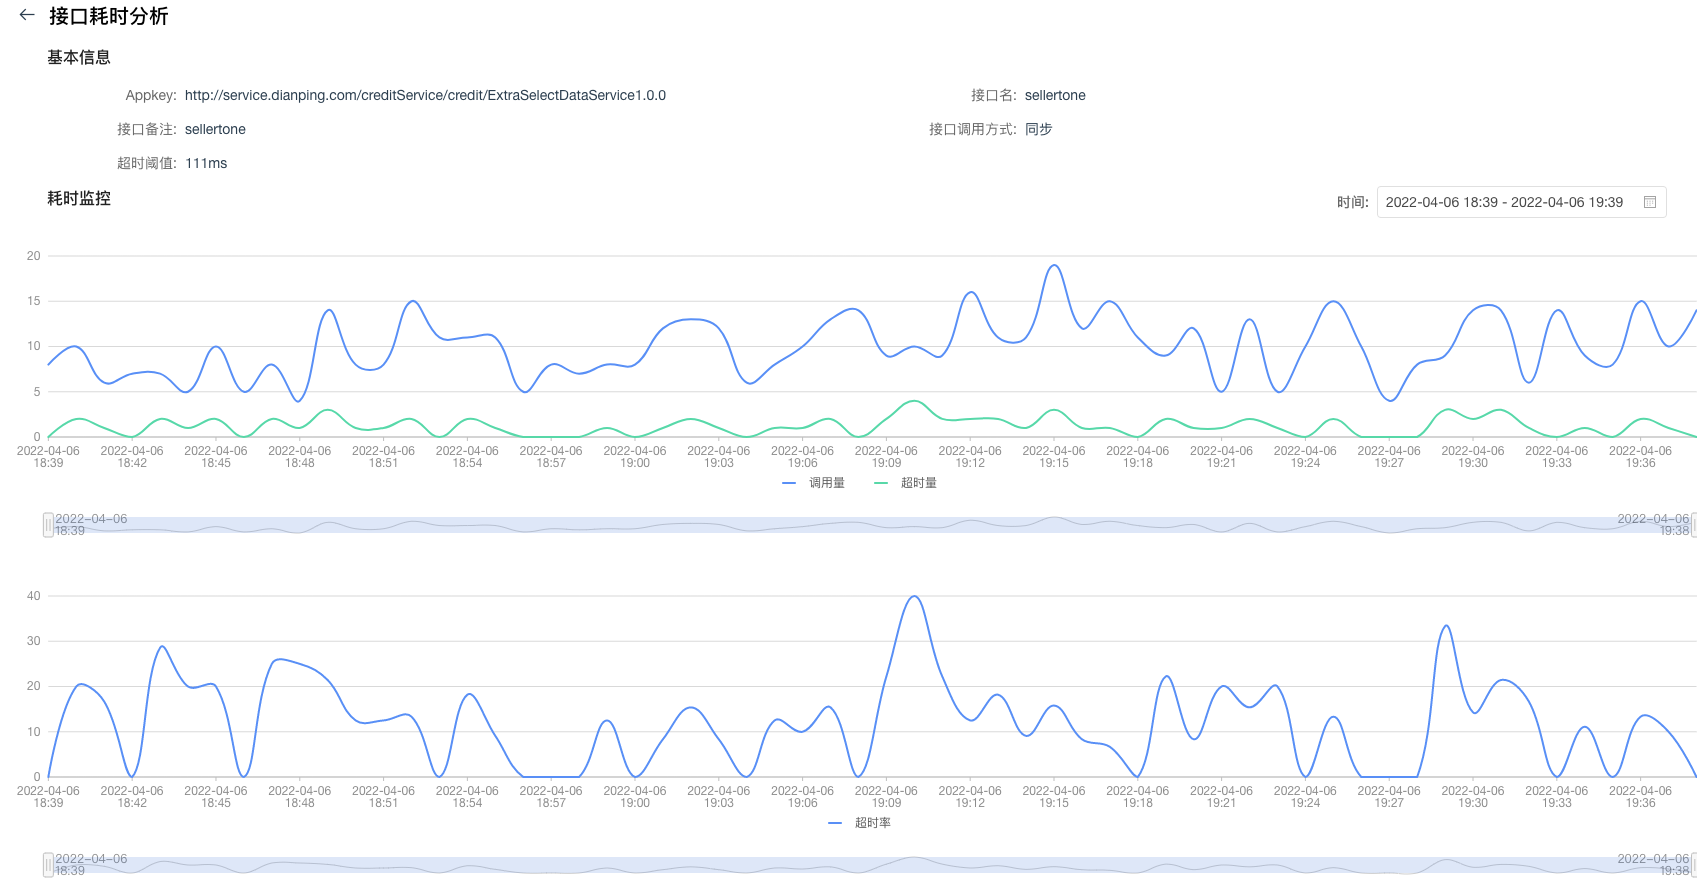 接口耗时分析
基本信息
Appkey: http://service.dianping.com/creditService/credit/ExtraSelectDataService1.0.0 接口名: sellertone
接口备注: sellertone 接口调用方式: 同步
超时阈值: 111ms
耗时监控
时间: 2022-04-06 18:39 - 2022-04-06 19:39
20
15
10
5
0
2022-04-06 2022-04-06 2022-04-06 2022-04-06 2022-04-06 2022-04-06 2022-04-06 2022-04-06 2022-04-06 2022-04-06 2022-04-06 2022-04-06 2022-04-06 2022-04-06 2022-04-06 2022-04-06 2022-04-06 2022-04-06 2022-04-06 2022-04-06
18:39 18:42 18:45 18:48 18:51 18:54 18:57 19:00 19:03 19:06 19:09 19:12 19:15 19:18 19:21 19:24 19:27 19:30 19:33 19:36
调用量 超时量
2022-04-06 2022-04-06
18:39 19:38
40
30
20
10
0
2022-04-06 2022-04-06 2022-04-06 2022-04-06 2022-04-06 2022-04-06 2022-04-06 2022-04-06 2022-04-06 2022-04-06 2022-04-06 2022-04-06 2022-04-06 2022-04-06 2022-04-06 2022-04-06 2022-04-06 2022-04-06 2022-04-06 2022-04-06
18:39 18:42 18:45 18:48 18:51 18:54 18:57 19:00 19:03 19:06 19:09 19:12 19:15 19:18 19:21 19:24 19:27 19:30 19:33 19:36
超时率
2022-04-06 2022-04-06
18:39 19:38